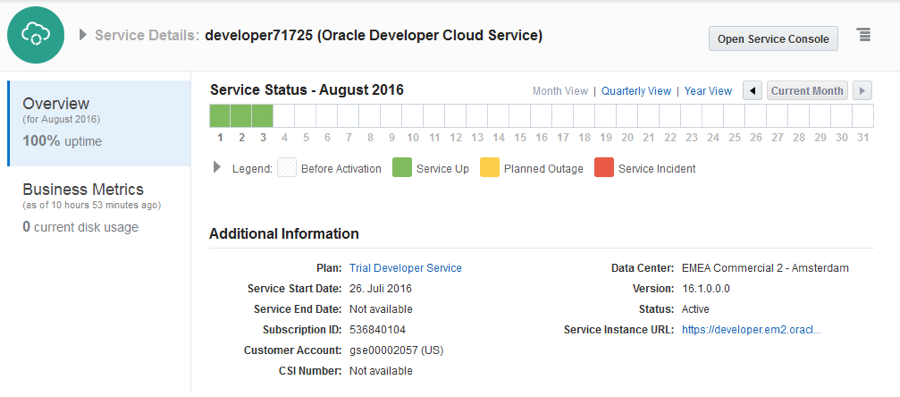 Service Details: developer71725 (Oracle Developer Cloud Service)
Open Service Console
Overview
(for August 2016)
100% uptime
Business Metrics
(as of 10 hours 53 minutes ago)
0 current disk usage
Service Status - August 2016
Month View | Quarterly View | Year View
Current Month
1 2 3 4 5 6 7 8 9 10 11 12 13 14 15 16 17 18 19 20 21 22 23 24 25 26 27 28 29 30 31
Legend: Before Activation Service Up Planned Outage Service Incident
Additional Information
Plan: Trial Developer Service
Service Start Date: 26. Juli 2016
Service End Date: Not available
Subscription ID: 536840104
Customer Account: gse00002057 (US)
CSI Number: Not available
Data Center: EMEA Commercial 2 - Amsterdam
Version: 16.1.0.0.0
Status: Active
Service Instance URL: https://developer.em2.oracl...